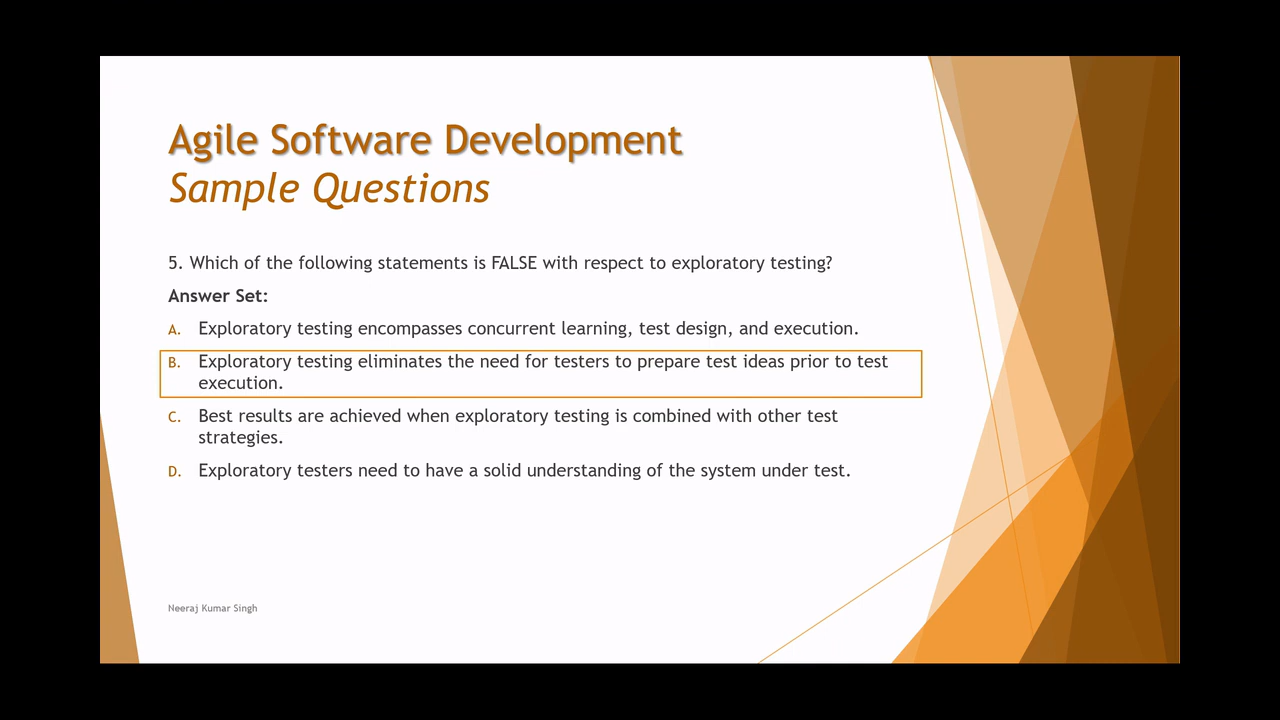 Agile Software Development
Sample Questions
5. Which of the following statements is FALSE with respect to exploratory testing?
Answer Set:
A. Exploratory testing encompasses concurrent learning, test design, and execution.
B. Exploratory testing eliminates the need for testers to prepare test ideas prior to test
execution.
C. Best results are achieved when exploratory testing is combined with other test
strategies.
D. Exploratory testers need to have a solid understanding of the system under test.
Neeraj Kumar Singh